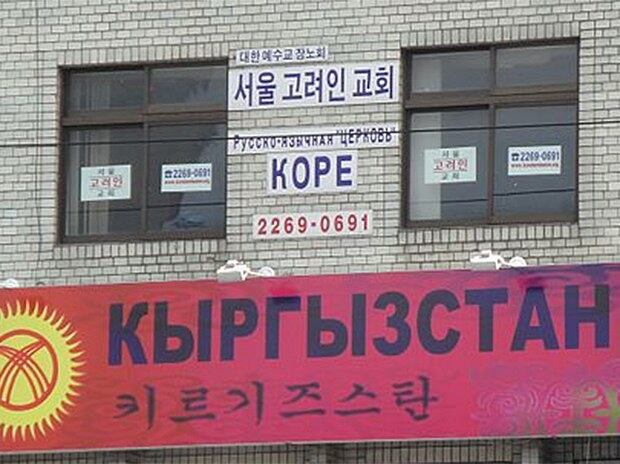 대한 예수교 장노회
서울 고려인 교회
Русско-язычная "ЦЕРКОВЬ"
КОРЕ
2269-0691
서울
고려인
교회
☎2269-0691
서울
고려인
교회
☎2269-0691
КЫРГЫЗСТАН
키르기즈스탄